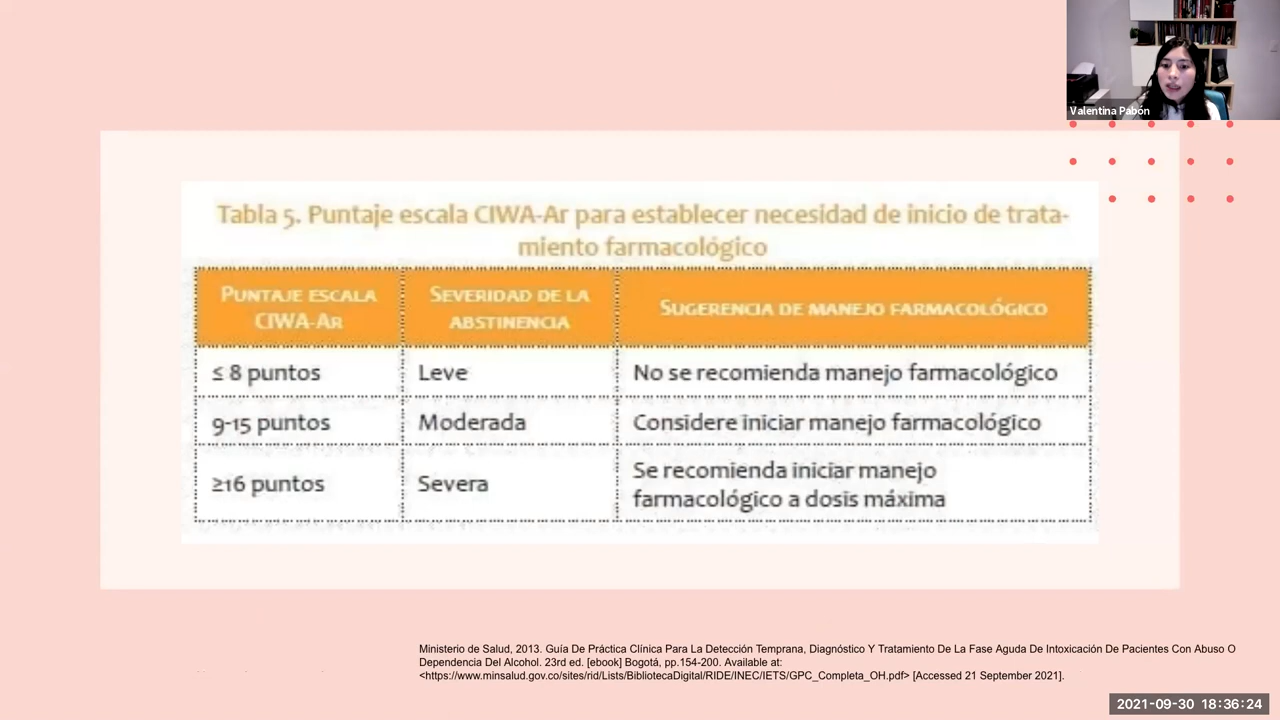 Valentina Pabón
Tabla 5. Puntaje escala CIWA-Ar para establecer necesidad de inicio de trata-
miento farmacológico
PUNTAJE ESCALA
CIWA-AR
SEVERIDAD DE LA
ABSTINENCIA
SUGERENCIA DE MANEJO FARMACOLÓGICO
≤ 8 puntos
Leve
No se recomienda manejo farmacológico
9-15 puntos
Moderada
Considere iniciar manejo farmacológico
≥16 puntos
Severa
Se recomienda iniciar manejo
farmacológico a dosis máxima
Ministerio de Salud, 2013. Guía De Práctica Clínica Para La Detección Temprana, Diagnóstico Y Tratamiento De La Fase Aguda De Intoxicación De Pacientes Con Abuso O
Dependencia Del Alcohol. 23rd ed. [ebook] Bogotá, pp.154-200. Available at:
<https://www.minsalud.gov.co/sites/rid/Lists/BibliotecaDigital/RIDE/INEC/IETS/GPC_Completa_OH.pdf> [Accessed 21 September 2021].
2021-09-30 18:36:24